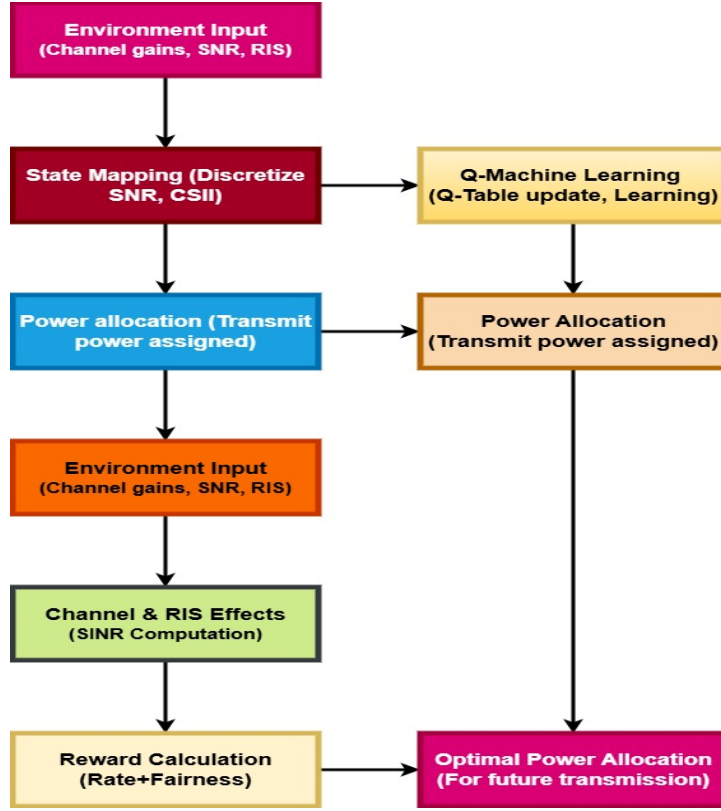 Environment Input
(Channel gains, SNR, RIS)
State Mapping (Discretize
SNR, CSII)
Q-Machine Learning
(Q-Table update, Learning)
Power allocation (Transmit
power assigned)
Power Allocation
(Transmit power assigned)
Environment Input
(Channel gains, SNR, RIS)
Channel & RIS Effects
(SINR Computation)
Reward Calculation
(Rate+Fairness)
Optimal Power Allocation
(For future transmission)